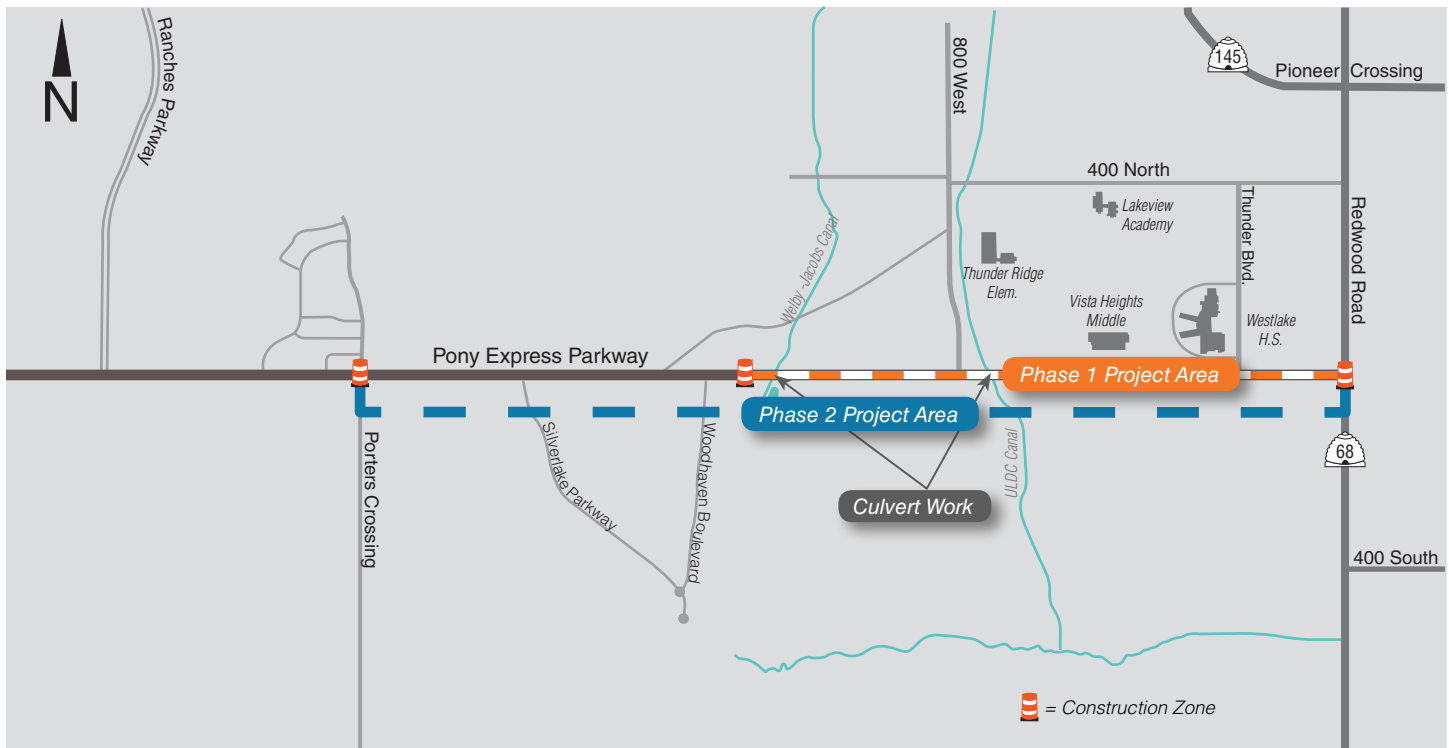 N
Ranches Parkway
800 West
145
Pioneer Crossing
400 North
Lakeview
Academy
Thunder Blvd.
Redwood Road
Welby -Jacobs Canal
Thunder Ridge
Elem.
Vista Heights
Middle
Westlake
H.S.
Pony Express Parkway
Phase 1 Project Area
Phase 2 Project Area
Porters Crossing
Silverlake Parkway
Woodhaven Boulevard
ULDC Canal
68
Culvert Work
400 South
= Construction Zone